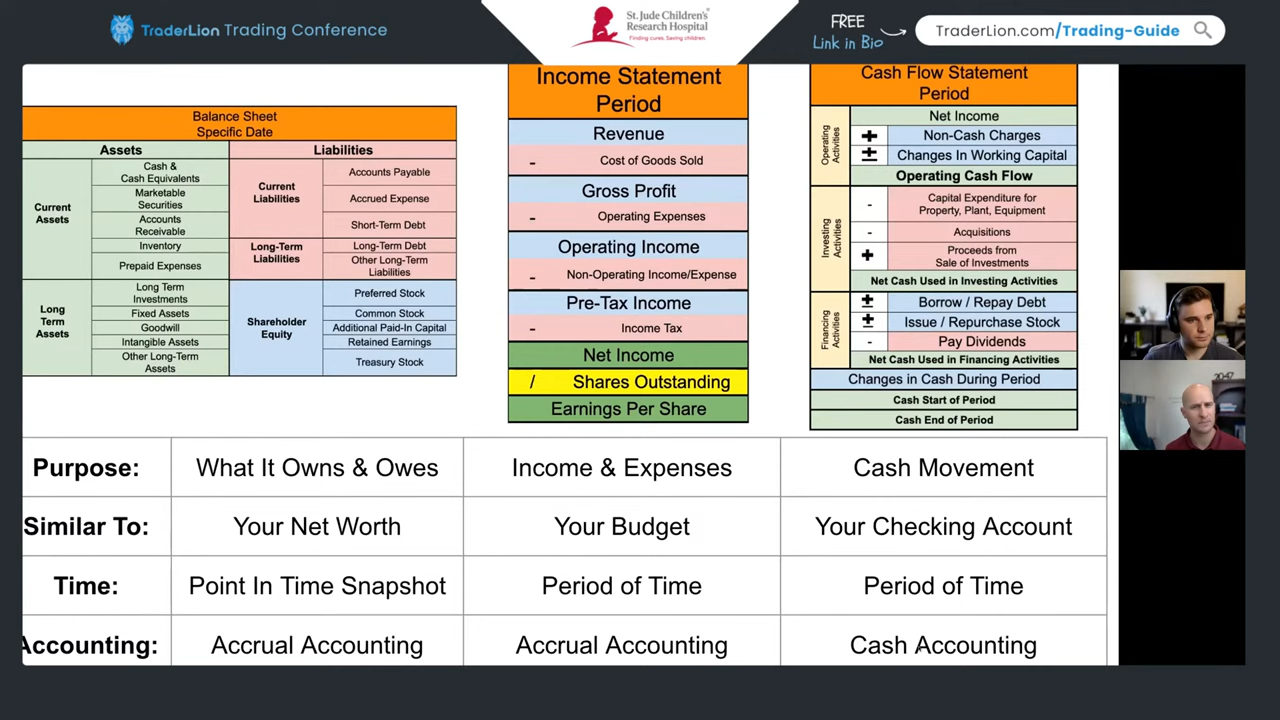 TraderLion Trading Conference
St. Jude Children's
Research Hospital
Finding cures. Saving children.
FREE
Link in Bio
TraderLion.com/Trading-Guide
Balance Sheet
Specific Date
Assets
Liabilities
Current
Assets
Cash &
Cash Equivalents
Marketable
Securities
Accounts
Receivable
Inventory
Prepaid Expenses
Current
Liabilities
Accounts Payable
Accrued Expense
Short-Term Debt
Long-Term
Liabilities
Long-Term Debt
Other Long-Term
Liabilities
Long
Term
Assets
Long Term
Investments
Fixed Assets
Goodwill
Intangible Assets
Other Long-Term
Assets
Shareholder
Equity
Preferred Stock
Common Stock
Additional Paid-In Capital
Retained Earnings
Treasury Stock
Income Statement
Period
Revenue
- Cost of Goods Sold
Gross Profit
- Operating Expenses
Operating Income
- Non-Operating Income/Expense
Pre-Tax Income
- Income Tax
Net Income
/ Shares Outstanding
Earnings Per Share
Cash Flow Statement
Period
Operating
Activities
Net Income
+ Non-Cash Charges
± Changes In Working Capital
Operating Cash Flow
Investing
Activities
- Capital Expenditure for
Property, Plant, Equipment
- Acquisitions
+ Proceeds from
Sale of Investments
Net Cash Used in Investing Activities
Financing
Activities
± Borrow / Repay Debt
± Issue / Repurchase Stock
- Pay Dividends
Net Cash Used in Financing Activities
Changes in Cash During Period
Cash Start of Period
Cash End of Period
Purpose: What It Owns & Owes Income & Expenses Cash Movement
Similar To: Your Net Worth Your Budget Your Checking Account
Time: Point In Time Snapshot Period of Time Period of Time
Accounting: Accrual Accounting Accrual Accounting Cash Accounting